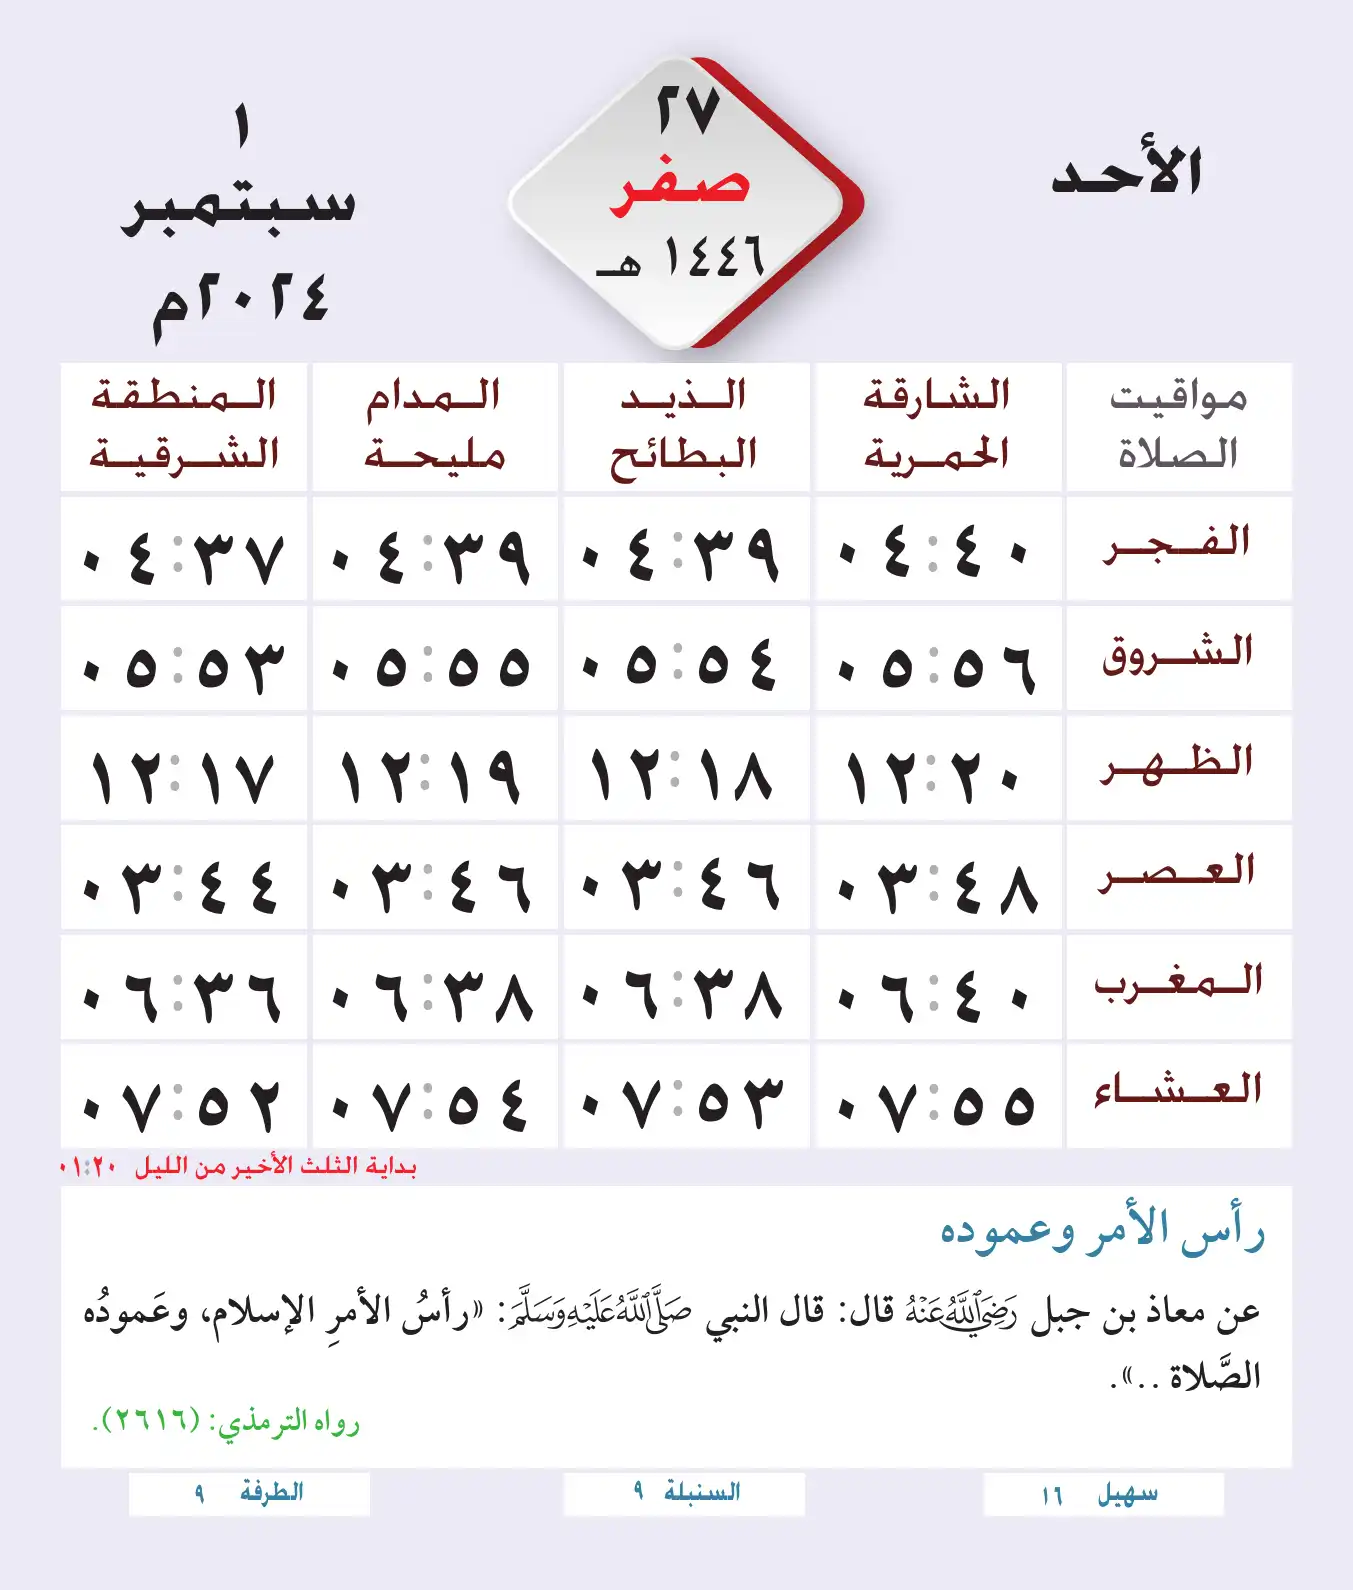 الأحد
٢٧
صفر
١٤٤٦ هـ
١
سبتمبر
٢٠٢٤م
مواقيت الصلاة	الشارقة الحمرية	الذيد البطائح	المدام مليحة	المنطقة الشرقية
الفجر	٠٤:٤٠	٠٤:٣٩	٠٤:٣٩	٠٤:٣٧
الشروق	٠٥:٥٦	٠٥:٥٤	٠٥:٥٥	٠٥:٥٣
الظهر	١٢:٢٠	١٢:١٨	١٢:١٩	١٢:١٧
العصر	٠٣:٤٨	٠٣:٤٦	٠٣:٤٦	٠٣:٤٤
المغرب	٠٦:٤٠	٠٦:٣٨	٠٦:٣٨	٠٦:٣٦
العشاء	٠٧:٥٥	٠٧:٥٣	٠٧:٥٤	٠٧:٥٢
بداية الثلث الأخير من الليل ٠١:٢٠
رأس الأمر وعموده
عن معاذ بن جبل رَضِيَ اللَّهُ عَنْهُ قال: قال النبي صَلَّى اللَّهُ عَلَيْهِ وَسَلَّمَ: «رأسُ الأمرِ الإسلام، وعَمودُه
الصَّلاة ..».
رواه الترمذي: (٢٦١٦).
سهيل ١٦
السنبلة ٩
الطرفة ٩